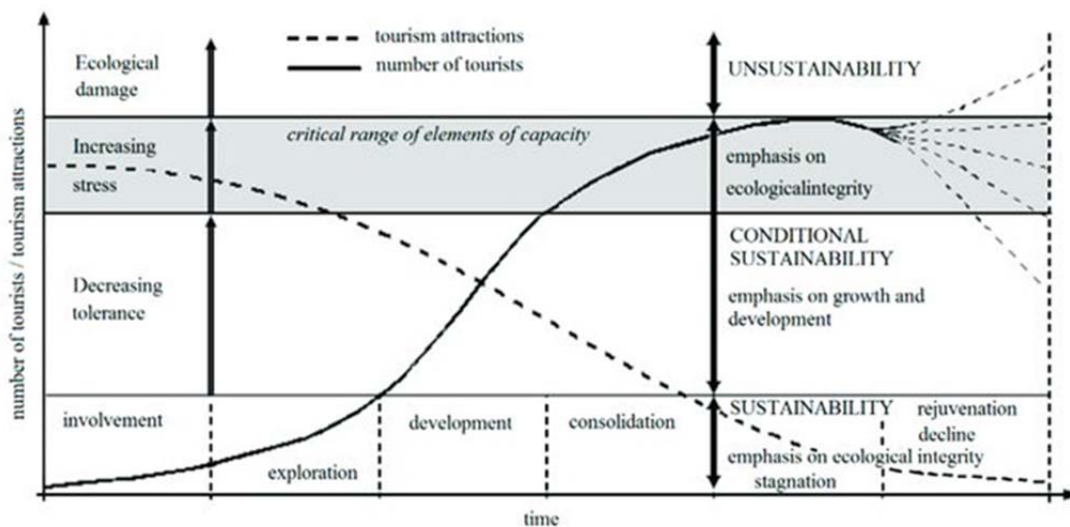 tourism attractions
number of tourists
Ecological
damage
UNSUSTAINABILITY
critical range of elements of capacity
Increasing
stress
emphasis on
ecologicalintegrity
number of tourists / tourism attractions
Decreasing
tolerance
CONDITIONAL
SUSTAINABILITY
emphasis on growth and
development
involvement
exploration
development
consolidation
SUSTAINABILITY
rejuvenation
decline
emphasis on ecological integrity
stagnation
time